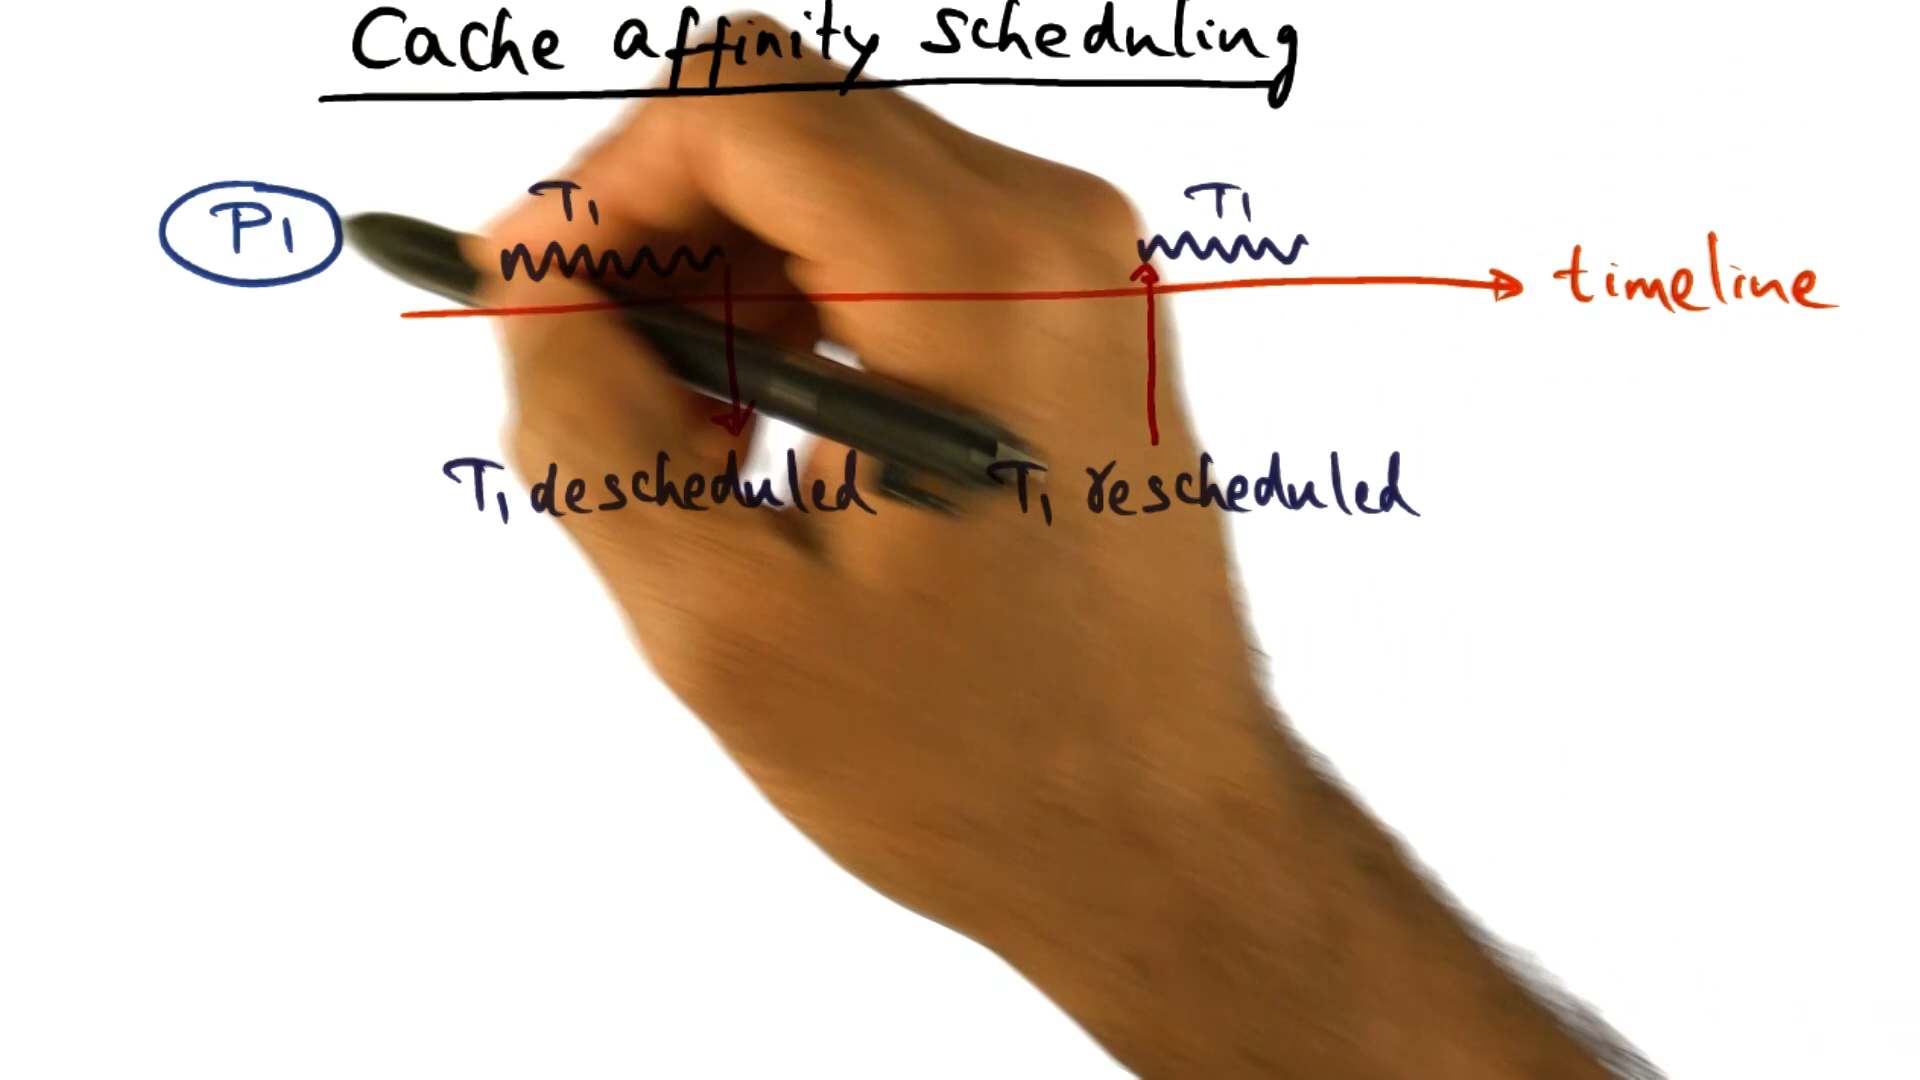 Cache affinity scheduling
P1
T1
T1
timeline
T1 descheduled
T1 rescheduled